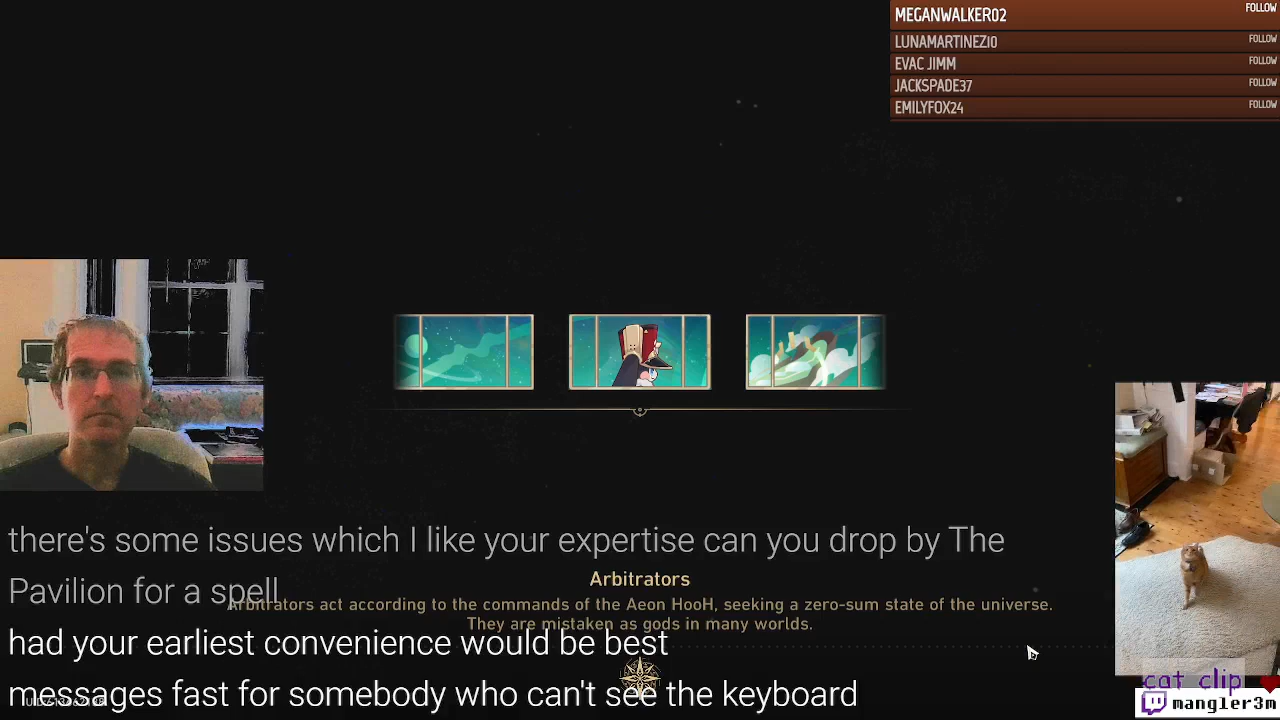 MEGANWALKER02 FOLLOW
LUNAMARTINEZ10 FOLLOW
EVAC JIMM FOLLOW
JACKSPADE37 FOLLOW
EMILYFOX24 FOLLOW
there's some issues which I like your expertise can you drop by The
Pavilion for a spell
Arbitrators
Arbitrators act according to the commands of the Aeon HooH, seeking a zero-sum state of the universe.
They are mistaken as gods in many worlds.
had your earliest convenience would be best
messages fast for somebody who can't see the keyboard
cat clip
mangler3m